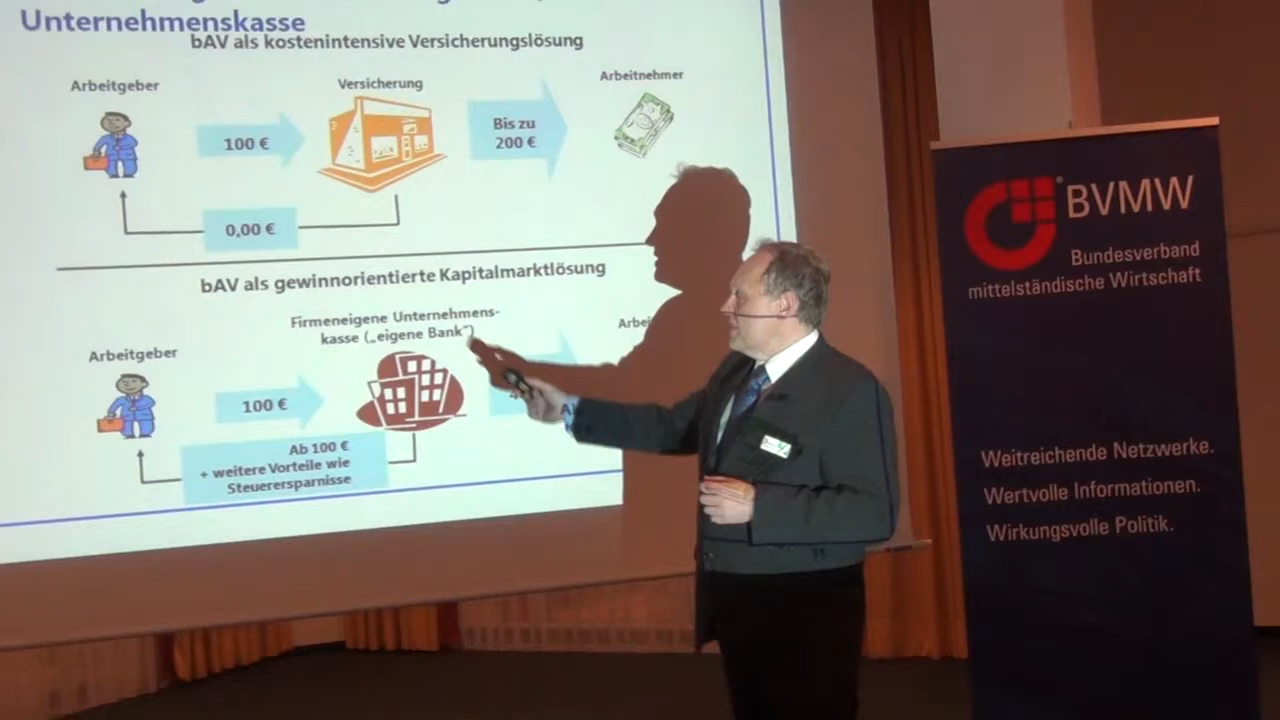 Unternehmenskasse
bAV als kostenintensive Versicherungslösung
Arbeitgeber
Versicherung
Arbeitnehmer
100 €
Bis zu
200 €
0,00 €
bAV als gewinnorientierte Kapitalmarktlösung
Firmeneigene Unternehmens-
kasse („eigene Bank“)
Arbeitgeber
100 €
Ab 100 €
+ weitere Vorteile wie
Steuerersparnisse
BVMW
Bundesverband
mittelständische Wirtschaft
Weitreichende Netzwerke.
Wertvolle Informationen.
Wirkungsvolle Politik.